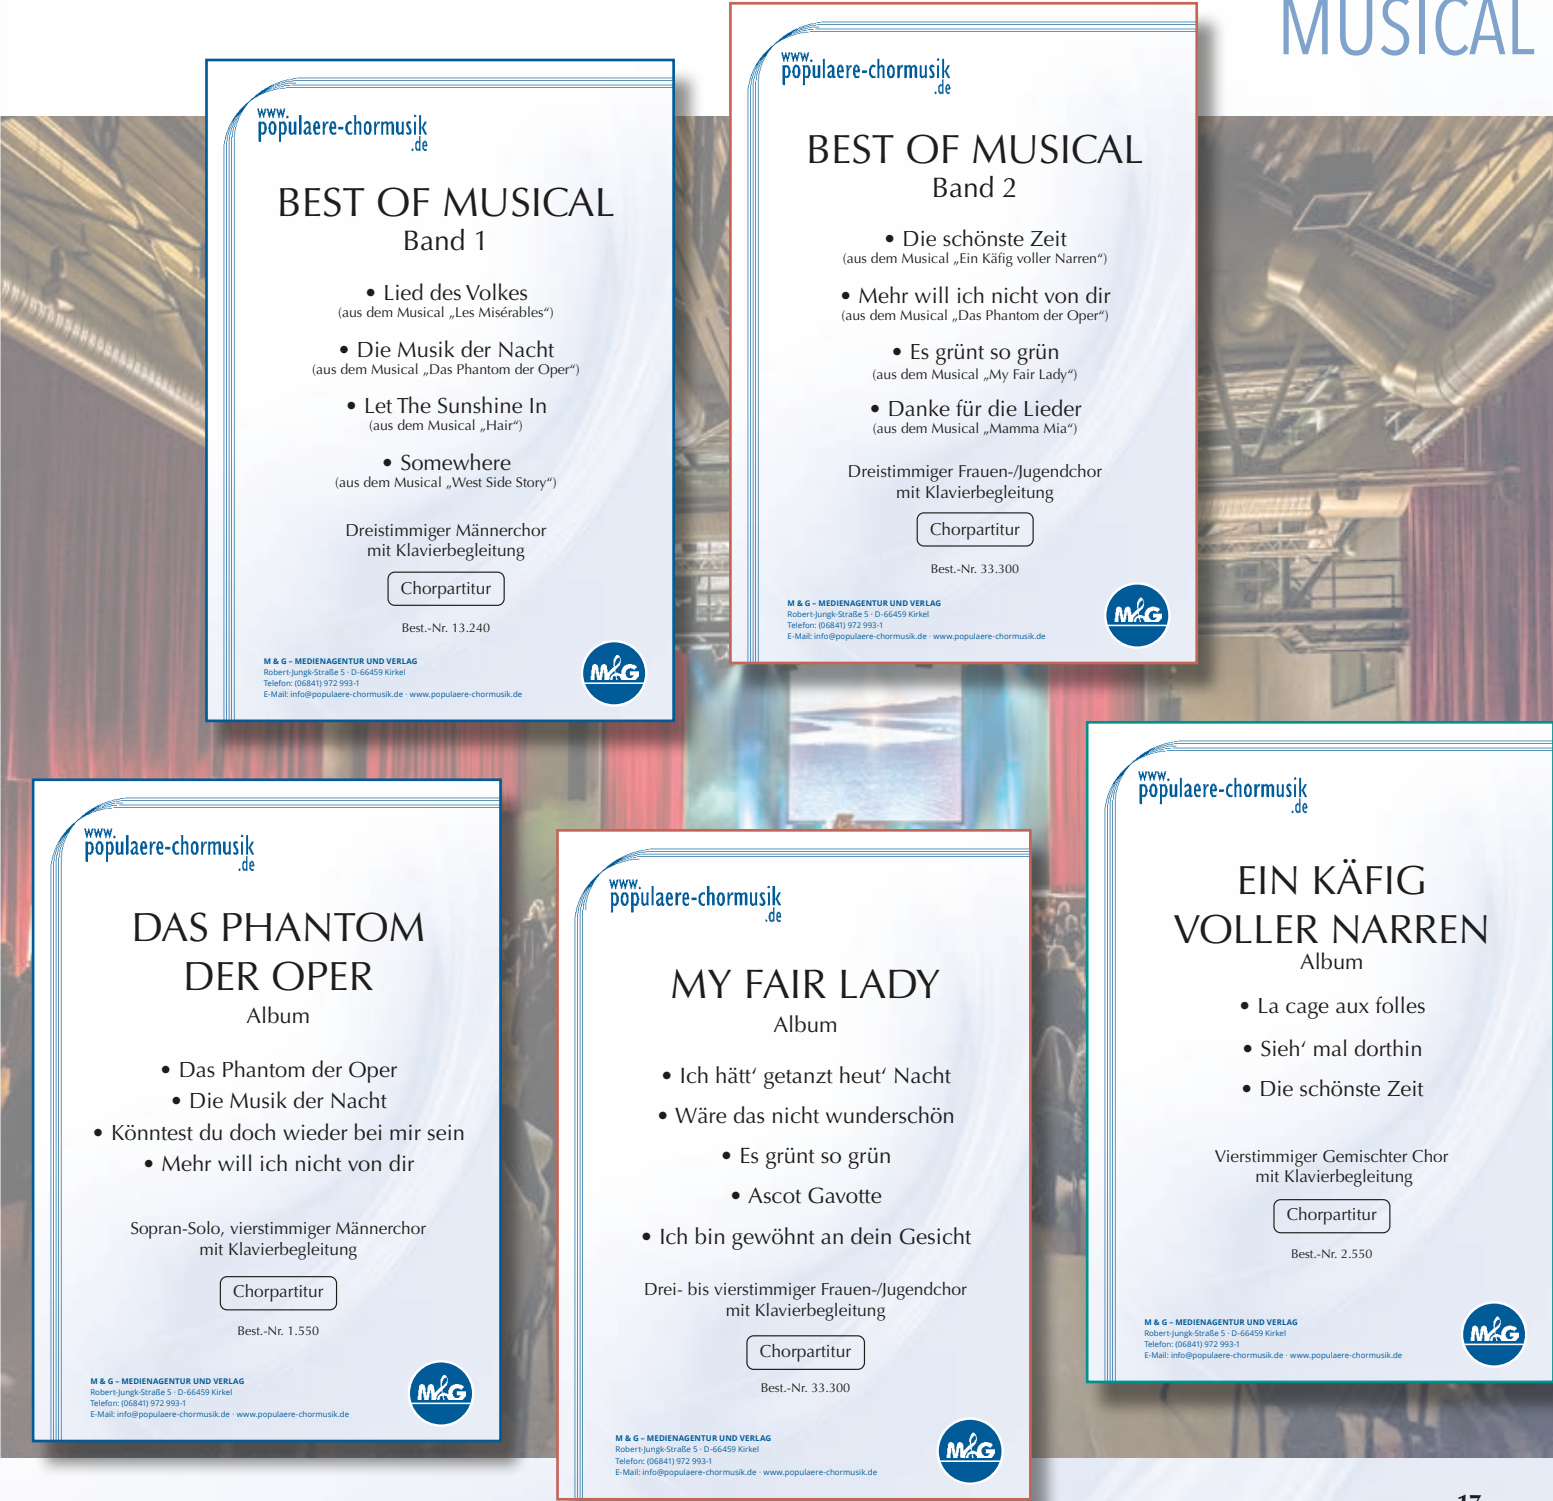 MUSICAL
www.
populaere-chormusik
.de
BEST OF MUSICAL
Band 1
• Lied des Volkes
(aus dem Musical „Les Misérables“)
• Die Musik der Nacht
(aus dem Musical „Das Phantom der Oper“)
• Let The Sunshine In
(aus dem Musical „Hair“)
• Somewhere
(aus dem Musical „West Side Story“)
Dreistimmiger Männerchor
mit Klavierbegleitung
Chorpartitur
Best.-Nr. 13.240
M & G – MEDIENAGENTUR UND VERLAG
Robert-Jungk-Straße 5 · D-66459 Kirkel
Telefon: (06841) 972 993-1
E-Mail: info@populaere-chormusik.de · www.populaere-chormusik.de
M&G
www.
populaere-chormusik
.de
BEST OF MUSICAL
Band 2
• Die schönste Zeit
(aus dem Musical „Ein Käfig voller Narren“)
• Mehr will ich nicht von dir
(aus dem Musical „Das Phantom der Oper“)
• Es grünt so grün
(aus dem Musical „My Fair Lady“)
• Danke für die Lieder
(aus dem Musical „Mamma Mia“)
Dreistimmiger Frauen-/Jugendchor
mit Klavierbegleitung
Chorpartitur
Best.-Nr. 33.300
M & G – MEDIENAGENTUR UND VERLAG
Robert-Jungk-Straße 5 · D-66459 Kirkel
Telefon: (06841) 972 993-1
E-Mail: info@populaere-chormusik.de · www.populaere-chormusik.de
M&G
www.
populaere-chormusik
.de
DAS PHANTOM
DER OPER
Album
• Das Phantom der Oper
• Die Musik der Nacht
• Könntest du doch wieder bei mir sein
• Mehr will ich nicht von dir
Sopran-Solo, vierstimmiger Männerchor
mit Klavierbegleitung
Chorpartitur
Best.-Nr. 1.550
M & G – MEDIENAGENTUR UND VERLAG
Robert-Jungk-Straße 5 · D-66459 Kirkel
Telefon: (06841) 972 993-1
E-Mail: info@populaere-chormusik.de · www.populaere-chormusik.de
M&G
www.
populaere-chormusik
.de
MY FAIR LADY
Album
• Ich hätt‘ getanzt heut‘ Nacht
• Wäre das nicht wunderschön
• Es grünt so grün
• Ascot Gavotte
• Ich bin gewöhnt an dein Gesicht
Drei- bis vierstimmiger Frauen-/Jugendchor
mit Klavierbegleitung
Chorpartitur
Best.-Nr. 33.300
M & G – MEDIENAGENTUR UND VERLAG
Robert-Jungk-Straße 5 · D-66459 Kirkel
Telefon: (06841) 972 993-1
E-Mail: info@populaere-chormusik.de · www.populaere-chormusik.de
M&G
www.
populaere-chormusik
.de
EIN KÄFIG
VOLLER NARREN
Album
• La cage aux folles
• Sieh‘ mal dorthin
• Die schönste Zeit
Vierstimmiger Gemischter Chor
mit Klavierbegleitung
Chorpartitur
Best.-Nr. 2.550
M & G – MEDIENAGENTUR UND VERLAG
Robert-Jungk-Straße 5 · D-66459 Kirkel
Telefon: (06841) 972 993-1
E-Mail: info@populaere-chormusik.de · www.populaere-chormusik.de
M&G
17